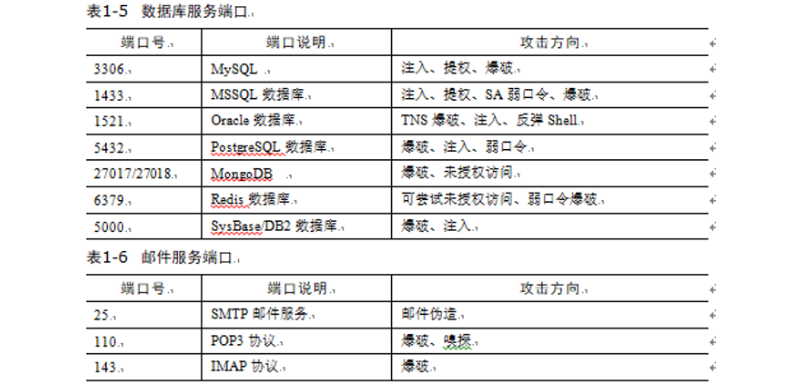 表1-5 数据库服务端口
端口号 端口说明 攻击方向
3306 MySQL 注入、提权、爆破
1433 MSSQL 数据库 注入、提权、SA 弱口令、爆破
1521 Oracle 数据库 TNS 爆破、注入、反弹 Shell
5432 PostgreSQL 数据库 爆破、注入、弱口令
27017/27018 MongoDB 爆破、未授权访问
6379 Redis 数据库 可尝试未授权访问、弱口令爆破
5000 SysBase/DB2 数据库 爆破、注入
表1-6 邮件服务端口
端口号 端口说明 攻击方向
25 SMTP 邮件服务 邮件伪造
110 POP3 协议 爆破、嗅探
143 IMAP 协议 爆破